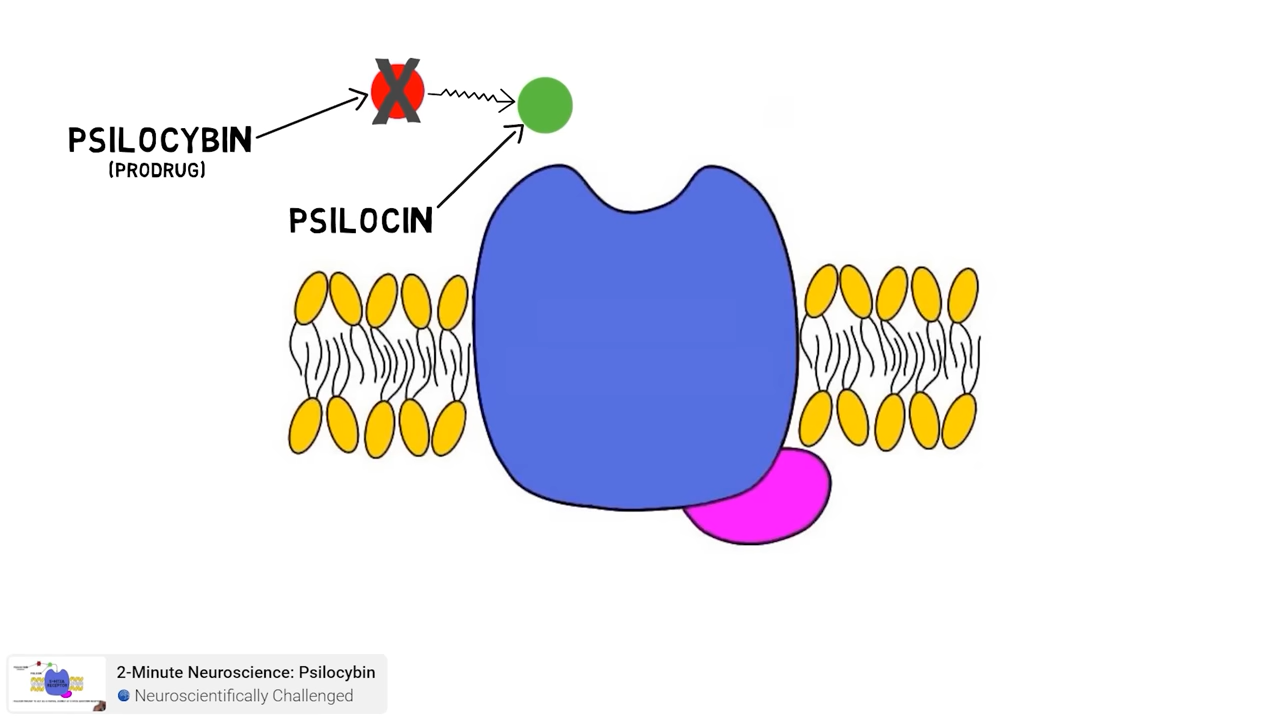 PSILOCYBIN
(PRODRUG)
PSILOCIN
2-Minute Neuroscience: Psilocybin
Neuroscientifically Challenged